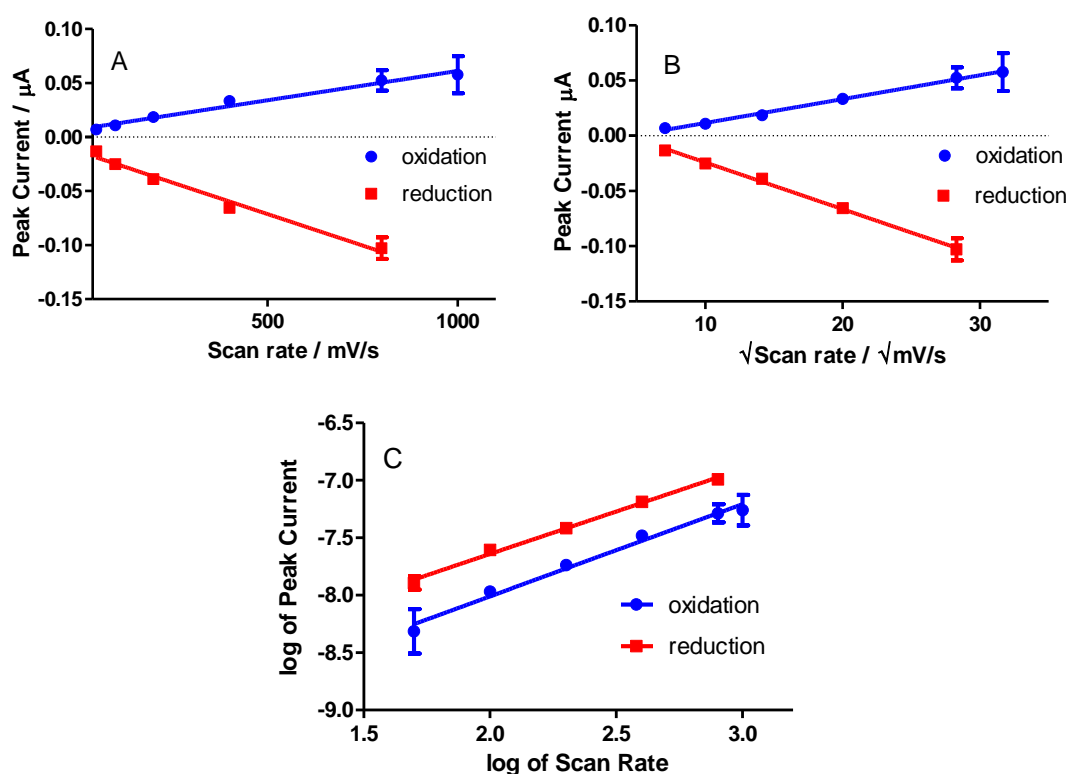 A
Peak Current / μA
0.10
0.05
0.00
-0.05
-0.10
-0.15
oxidation
reduction
500
1000
Scan rate / mV/s
B
Peak Current μA
0.10
0.05
0.00
-0.05
-0.10
-0.15
oxidation
reduction
10
20
30
√Scan rate / √mV/s
C
log of Peak Current
-6.5
-7.0
-7.5
-8.0
-8.5
-9.0
oxidation
reduction
1.5
2.0
2.5
3.0
log of Scan Rate